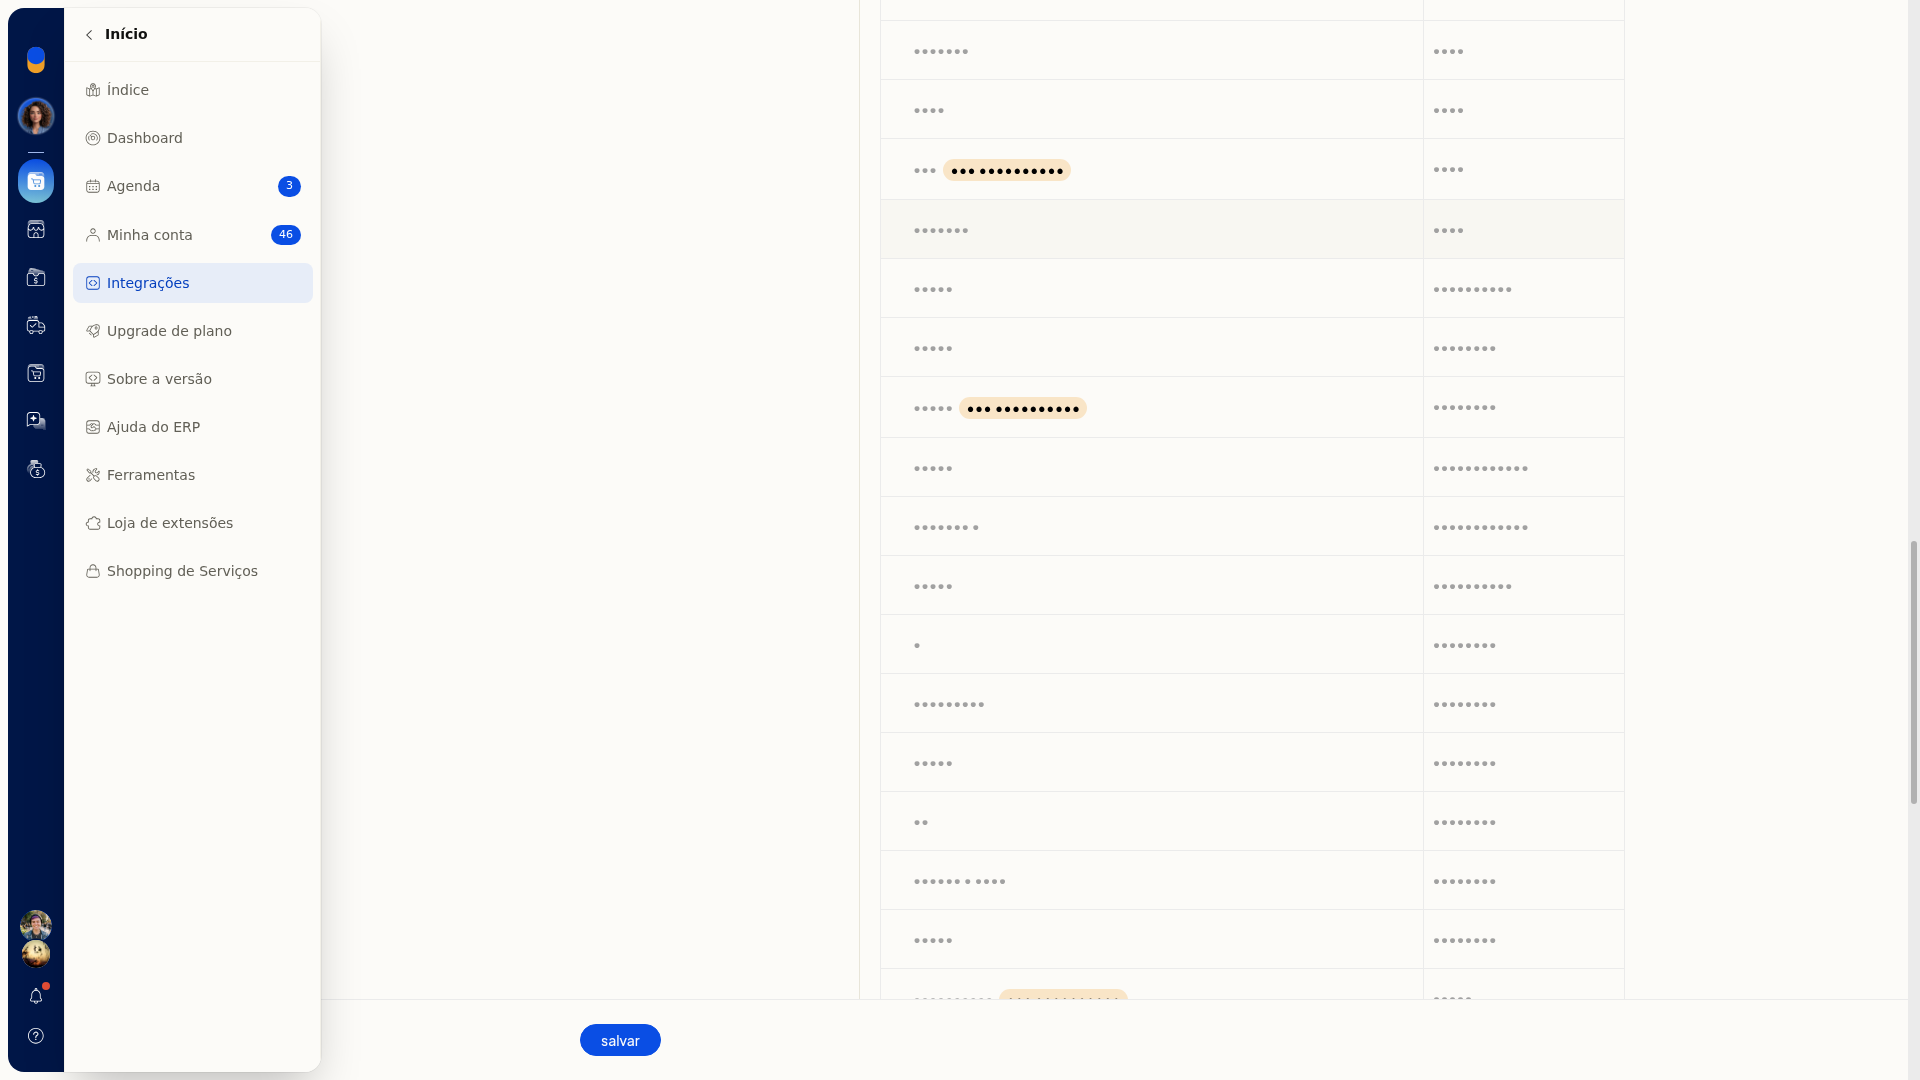 Início
Índice
Dashboard
Agenda 3
Minha conta 46
Integrações
Upgrade de plano
Sobre a versão
Ajuda do ERP
Ferramentas
Loja de extensões
Shopping de Serviços
salvar